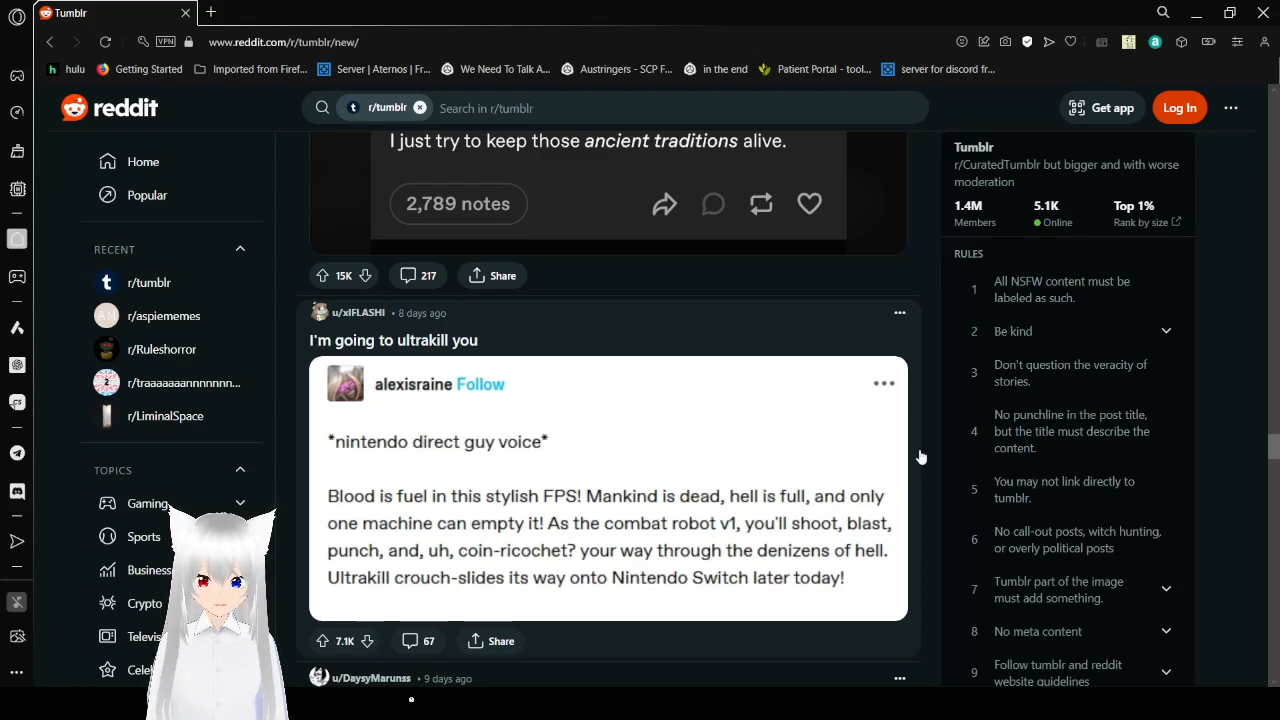 Tumblr
VPN
www.reddit.com/r/tumblr/new/
hulu
Getting Started
Imported from Firef...
Server | Aternos | Fr...
We Need To Talk A...
Austringers - SCP F...
in the end
Patient Portal - tool...
server for discord fr...
reddit
r/tumblr
Search in r/tumblr
Get app
Log In
Home
Popular
RECENT
r/tumblr
r/aspiememes
r/Ruleshorror
r/traaaaaaannnnnnn...
r/LiminalSpace
TOPICS
Gaming
Sports
Business
Crypto
Televis
Celeb
I just try to keep those ancient traditions alive.
2,789 notes
15K
217
Share
u/xIFLASHI • 8 days ago
I'm going to ultrakill you
alexisraine Follow
*nintendo direct guy voice*
Blood is fuel in this stylish FPS! Mankind is dead, hell is full, and only
one machine can empty it! As the combat robot v1, you'll shoot, blast,
punch, and, uh, coin-ricochet? your way through the denizens of hell.
Ultrakill crouch-slides its way onto Nintendo Switch later today!
7.1K
67
Share
u/DaysyMarunss • 9 days ago
Tumblr
r/CuratedTumblr but bigger and with worse
moderation
1.4M
5.1K
Top 1%
Members
Online
Rank by size
RULES
1 All NSFW content must be
labeled as such.
2 Be kind
3 Don't question the veracity of
stories.
4 No punchline in the post title,
but the title must describe the
content.
5 You may not link directly to
tumblr.
6 No call-out posts, witch hunting,
or overly political posts
7 Tumblr part of the image
must add something.
8 No meta content
9 Follow tumblr and reddit
website guidelines